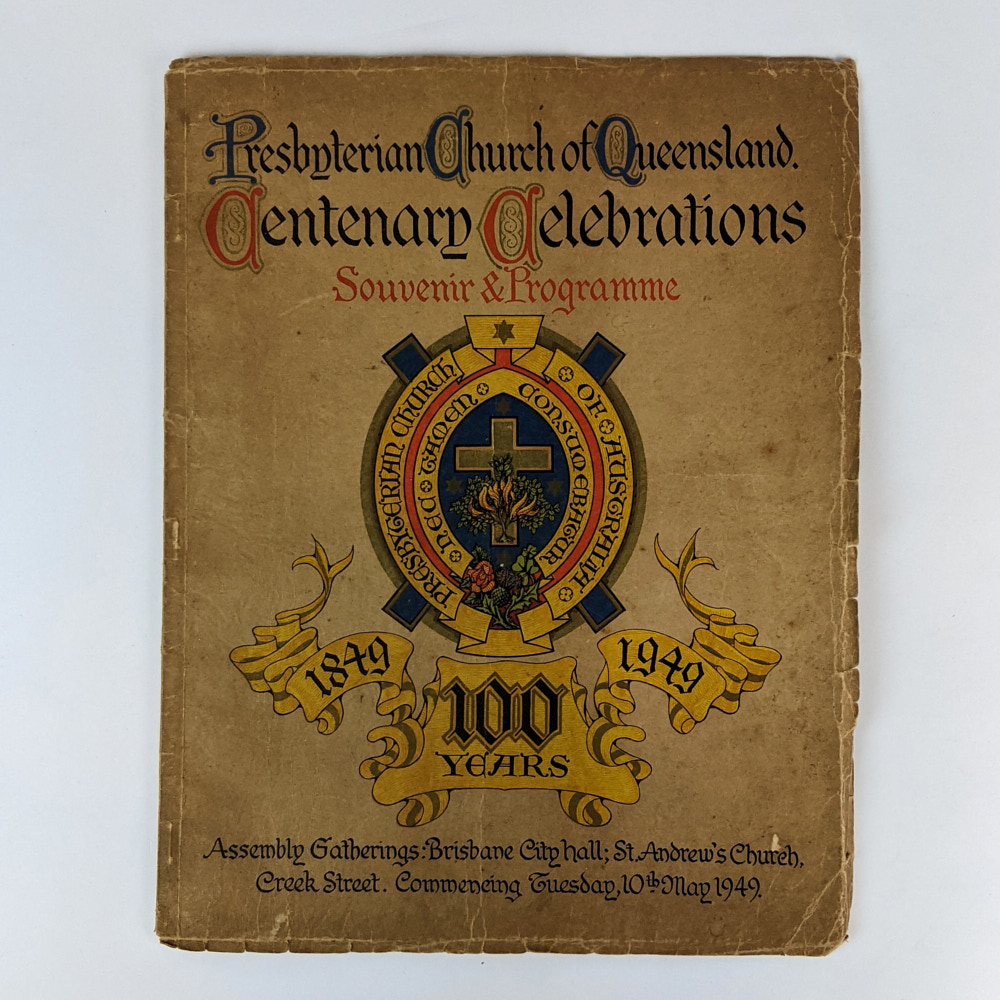 Presbyterian Church of Queensland.
Centenary Celebrations
Souvenir & Programme
PRESBYTERIAN CHURCH OF AUSTRALIA
NEC TAMEN CONSUMEBATUR
1849
1949
100
YEARS
Assembly Gatherings: Brisbane City Hall; St. Andrew's Church,
Creek Street. Commencing Tuesday, 10th May 1949.